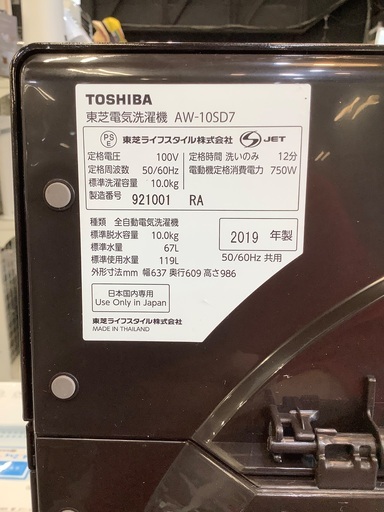 TOSHIBA
東芝電気洗濯機 AW-10SD7
PS E 東芝ライフスタイル株式会社 S JET
定格電圧 100V 定格時間 洗いのみ 12分
定格周波数 50/60Hz 電動機定格消費電力 750W
標準洗濯容量 10.0kg
製造番号 921001 RA
種類 全自動電気洗濯機
標準脱水容量 10.0kg 2019 年製
標準水量 67L
標準使用水量 119L 50/60Hz 共用
外形寸法mm 幅637 奥行609 高さ986
日本国内専用
Use Only in Japan
東芝ライフスタイル株式会社
MADE IN THAILAND